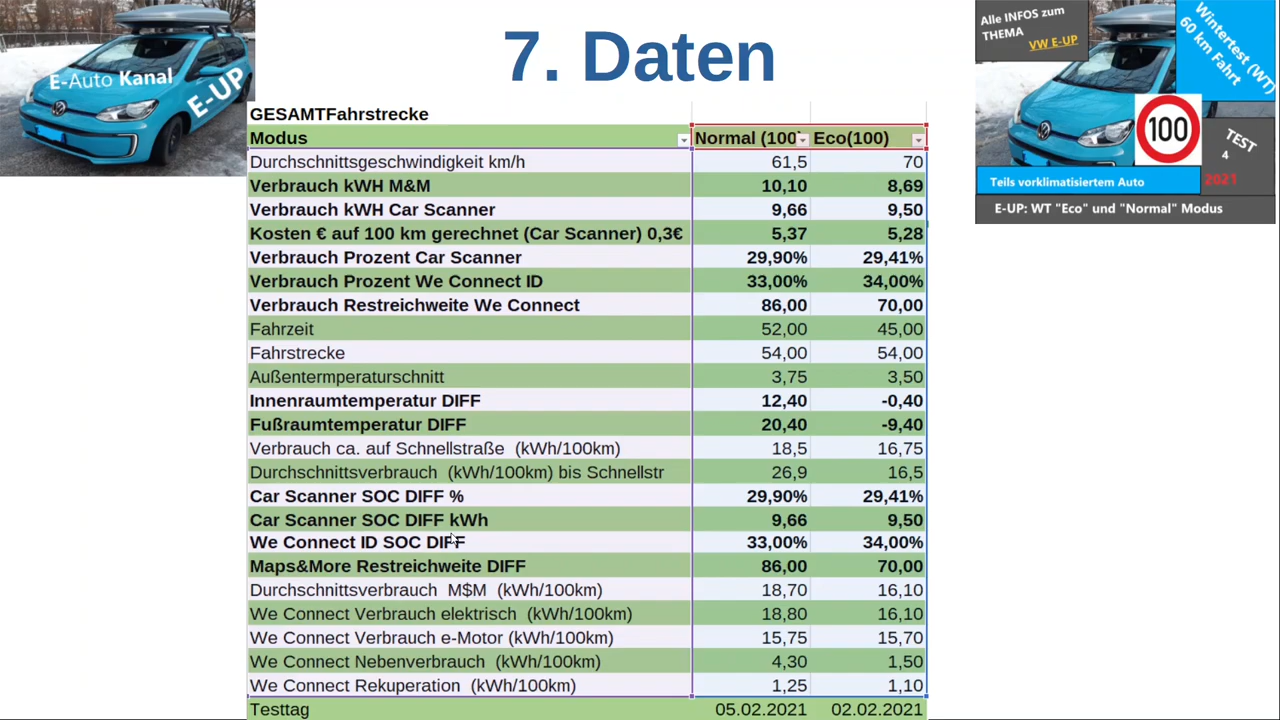 7. Daten
E-Auto Kanal
E-UP
Alle INFOS zum
THEMA
VW E-UP
Wintertest (WT)
60 km Fahrt
100
TEST
4
2021
Teils vorklimatisiertem Auto
E-UP: WT "Eco" und "Normal" Modus
GESAMTFahrstrecke
Modus Normal (100 Eco(100)
Durchschnittsgeschwindigkeit km/h 61,5 70
Verbrauch kWH M&M 10,10 8,69
Verbrauch kWH Car Scanner 9,66 9,50
Kosten € auf 100 km gerechnet (Car Scanner) 0,3€ 5,37 5,28
Verbrauch Prozent Car Scanner 29,90% 29,41%
Verbrauch Prozent We Connect ID 33,00% 34,00%
Verbrauch Restreichweite We Connect 86,00 70,00
Fahrzeit 52,00 45,00
Fahrstrecke 54,00 54,00
Außentermperaturschnitt 3,75 3,50
Innenraumtemperatur DIFF 12,40 -0,40
Fußraumtemperatur DIFF 20,40 -9,40
Verbrauch ca. auf Schnellstraße (kWh/100km) 18,5 16,75
Durchschnittsverbrauch (kWh/100km) bis Schnellstr 26,9 16,5
Car Scanner SOC DIFF % 29,90% 29,41%
Car Scanner SOC DIFF kWh 9,66 9,50
We Connect ID SOC DIFF 33,00% 34,00%
Maps&More Restreichweite DIFF 86,00 70,00
Durchschnittsverbrauch M$M (kWh/100km) 18,70 16,10
We Connect Verbrauch elektrisch (kWh/100km) 18,80 16,10
We Connect Verbrauch e-Motor (kWh/100km) 15,75 15,70
We Connect Nebenverbrauch (kWh/100km) 4,30 1,50
We Connect Rekuperation (kWh/100km) 1,25 1,10
Testtag 05.02.2021 02.02.2021